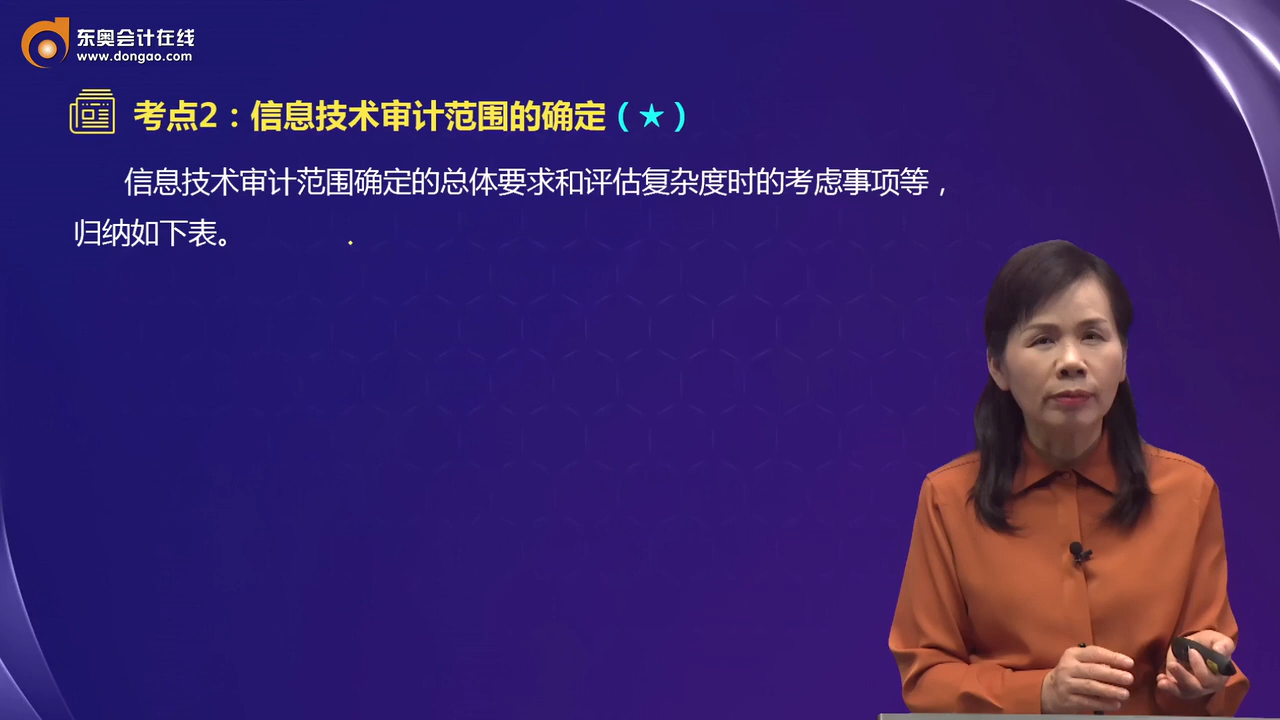 东奥会计在线
www.dongao.com
考点2：信息技术审计范围的确定（★）
信息技术审计范围确定的总体要求和评估复杂度时的考虑事项等，
归纳如下表。